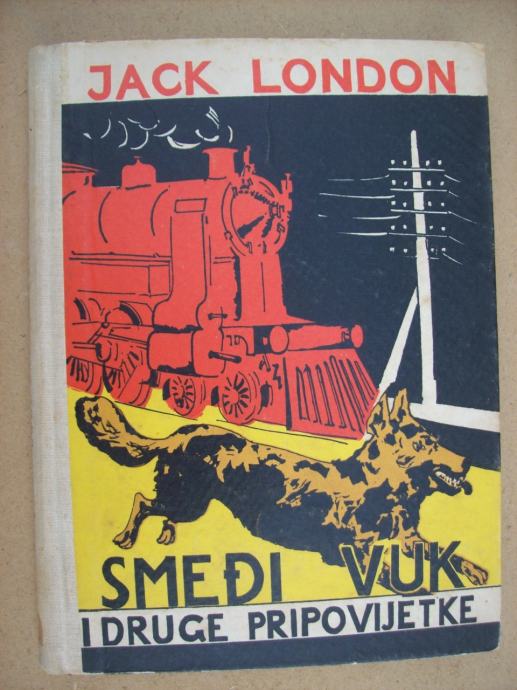 JACK LONDON
SMEĐI VUK
I DRUGE PRIPOVIJETKE